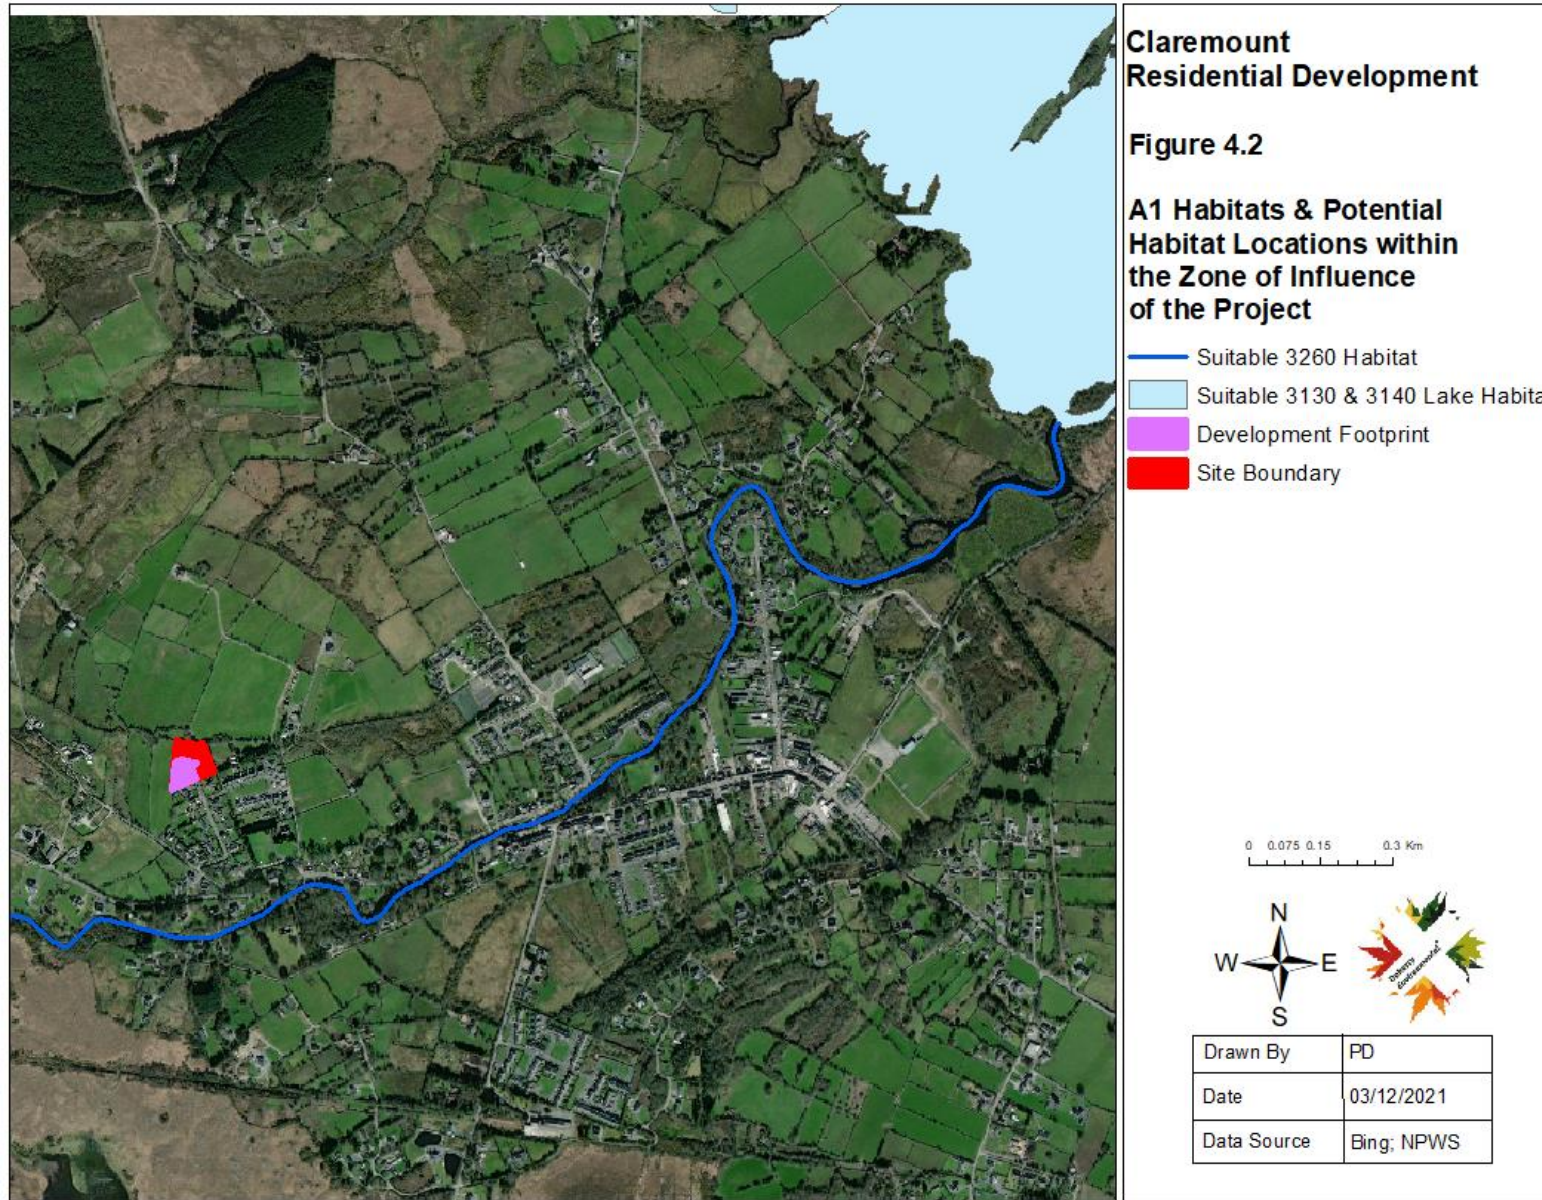 Claremount
Residential Development
Figure 4.2
A1 Habitats & Potential
Habitat Locations within
the Zone of Influence
of the Project
Suitable 3260 Habitat
Suitable 3130 & 3140 Lake Habita
Development Footprint
Site Boundary
0 0.075 0.15 0.3 Km
N
W E
S
Doherty
Environmental
Drawn By PD
Date 03/12/2021
Data Source Bing; NPWS